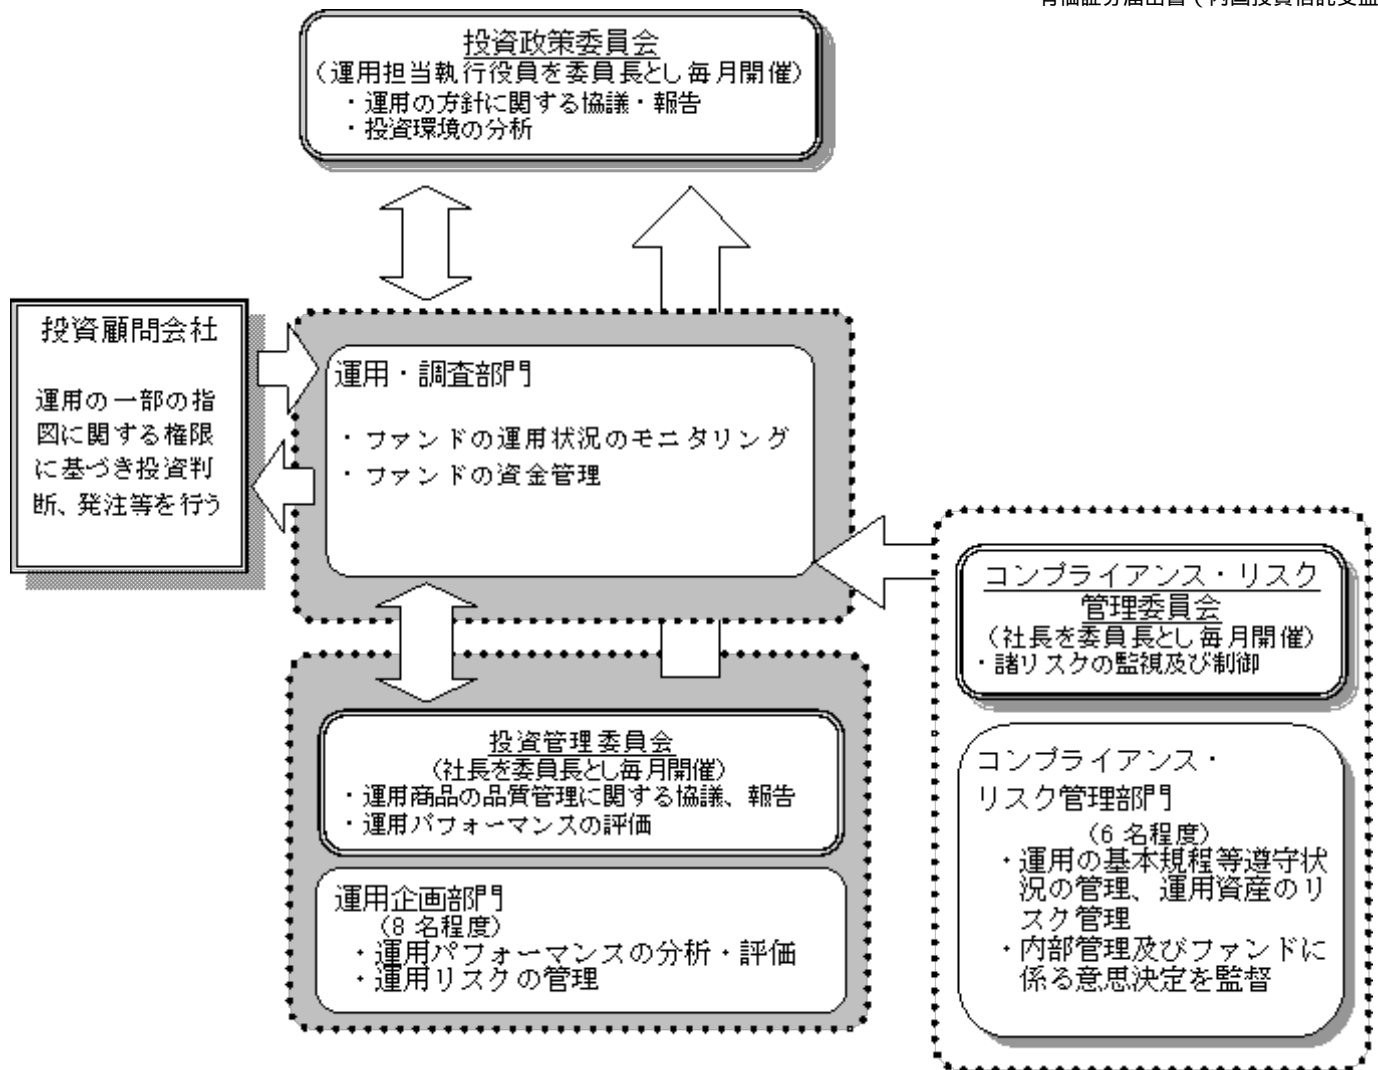 投資政策委員会
（運用担当執行役員を委員長とし毎月開催）
・運用の方針に関する協議・報告
・投資環境の分析
投資顧問会社
運用の一部の指
図に関する権限
に基づき投資判
断、発注等を行う
運用・調査部門
・ファンドの運用状況のモニタリング
・ファンドの資金管理
コンプライアンス・リスク
管理委員会
（社長を委員長とし毎月開催）
・諸リスクの監視及び制御
投資管理委員会
（社長を委員長とし毎月開催）
・運用商品の品質管理に関する協議、報告
・運用パフォーマンスの評価
運用企画部門
（8 名程度）
・運用パフォーマンスの分析・評価
・運用リスクの管理
コンプライアンス・
リスク管理部門
（6 名程度）
・運用の基本規程等遵守状
況の管理、運用資産のリ
スク管理
・内部管理及びファンドに
係る意思決定を監督